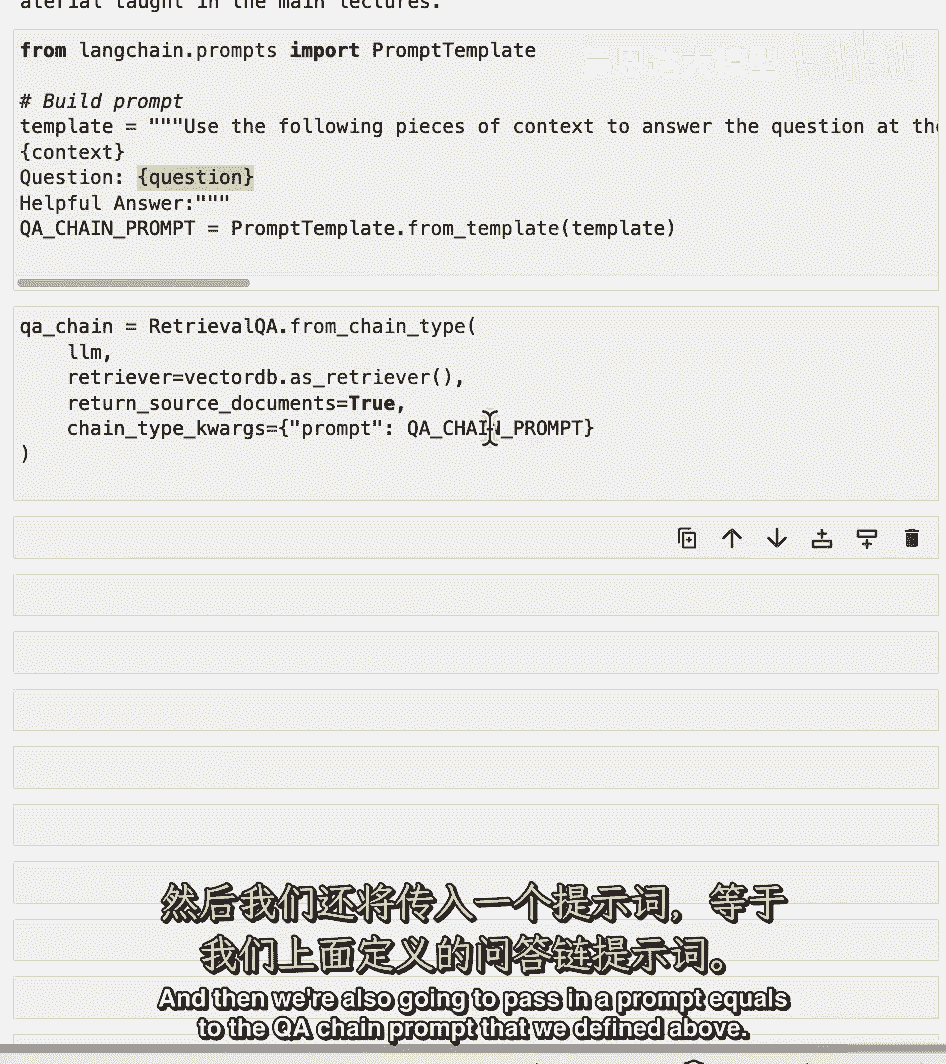 aterial taught in the main lectures.
from langchain.prompts import PromptTemplate
# Build prompt
template = """Use the following pieces of context to answer the question at the
{context}
Question: {question}
Helpful Answer:"""
QA_CHAIN_PROMPT = PromptTemplate.from_template(template)
qa_chain = RetrievalQA.from_chain_type(
    llm,
    retriever=vectordb.as_retriever(),
    return_source_documents=True,
    chain_type_kwargs={"prompt": QA_CHAIN_PROMPT}
)
然后我们还将传入一个提示词，等于
我们上面定义的问答链提示词。
And then we're also going to pass in a prompt equals
to the QA chain prompt that we defined above.